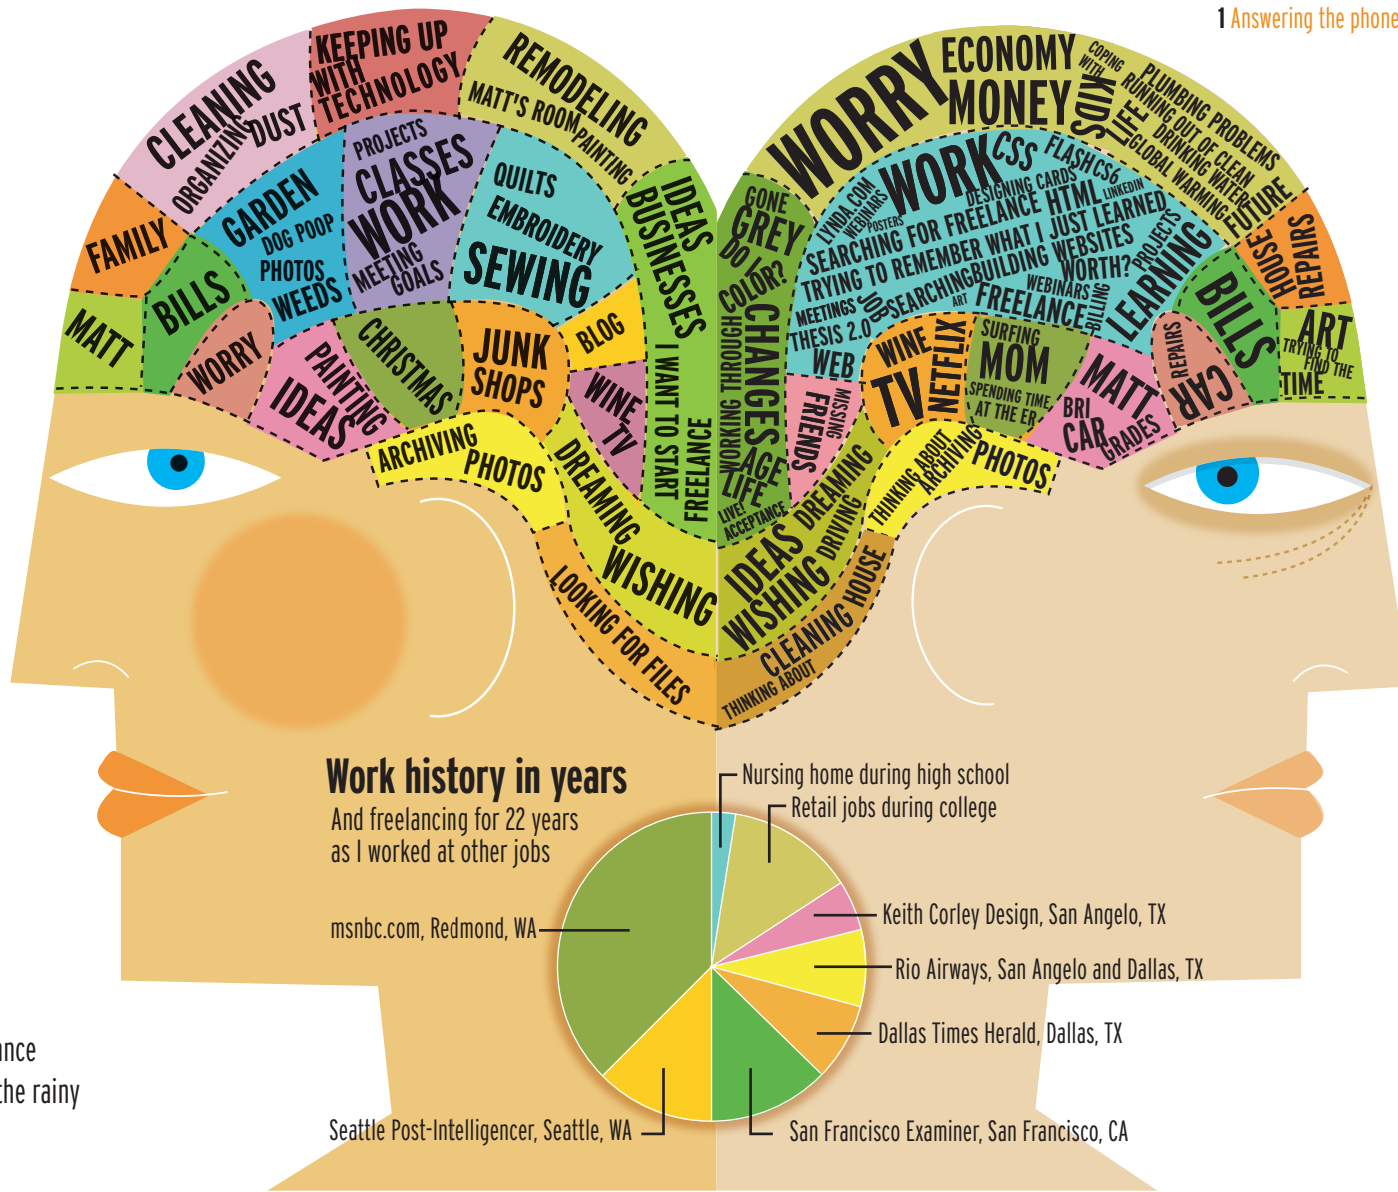 1 Answering the phone
CLEANING
ORGANIZING
DUST
KEEPING UP
WITH
TECHNOLOGY
REMODELING
MATT'S ROOM
PAINTING
FAMILY
GARDEN
DOG POOP
PHOTOS
WEEDS
PROJECTS
CLASSES
WORK
MEETING
GOALS
QUILTS
EMBROIDERY
SEWING
IDEAS
BUSINESSES
I WANT TO START
FREELANCE
MATT
BILLS
WORRY
PAINTING
IDEAS
CHRISTMAS
JUNK
SHOPS
BLOG
WINE
TV
ARCHIVING
PHOTOS
DREAMING
WISHING
LOOKING FOR FILES
WORRY
ECONOMY
MONEY
COPING
WITH
KIDS
LIFE
PLUMBING PROBLEMS
RUNNING OUT OF CLEAN
DRINKING WATER
GLOBAL WARMING
FUTURE
GONE
GREY
DO I
COLOR?
WORKING THROUGH
CHANGES
AGE
LIFE
LIVE!
ACCEPTANCE
LYNDA.COM
WEBINARS
POSTERS
WORK
CSS
FLASHCS6
DESIGNING CARDS
LINKEDIN
SEARCHING FOR FREELANCE HTML
TRYING TO REMEMBER WHAT I JUST LEARNED
MEETINGS
JOB
SEARCHING
BUILDING WEBSITES
WORTH?
PROJECTS
THESIS 2.0
ART
FREELANCE
WEBINARS
BILLING
LEARNING
WEB
HOUSE
REPAIRS
BILLS
ART
TRYING TO
FIND THE
TIME
MISSING
FRIENDS
WINE
TV
NETFLIX
SURFING
MOM
SPENDING TIME
AT THE ER
MATT
BRI
CAR
GRADES
REPAIRS
CAR
IDEAS
DREAMING
WISHING
DRIVING
THINKING ABOUT
ARCHIVING
PHOTOS
CLEANING HOUSE
THINKING ABOUT
Work history in years
And freelancing for 22 years
as I worked at other jobs
Nursing home during high school
Retail jobs during college
msnbc.com, Redmond, WA
Keith Corley Design, San Angelo, TX
Rio Airways, San Angelo and Dallas, TX
Dallas Times Herald, Dallas, TX
Seattle Post-Intelligencer, Seattle, WA
San Francisco Examiner, San Francisco, CA
ance
the rainy